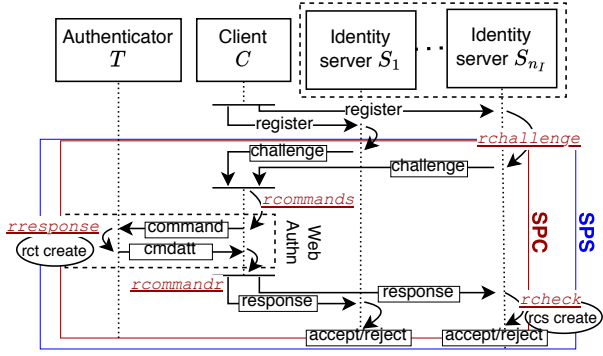 Authenticator
T
Client
C
Identity
server S₁
...
Identity
server Sₙ_I
register
register
rchallenge
challenge
challenge
rcommands
rresponse
command
rct create
cmdatt
Web
Authn
SPC
SPS
rcommandr
response
response
rcheck
rcs create
accept/reject
accept/reject